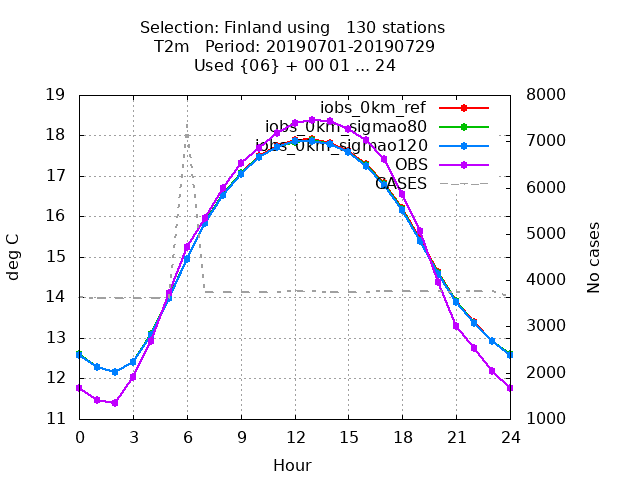 Selection: Finland using   130 stations
T2m   Period: 20190701-20190729
Used {06} + 00 01 ... 24
19
18
17
16
15
14
13
12
11
deg C
8000
7000
6000
5000
4000
3000
2000
1000
No cases
iobs_0km_ref
iobs_0km_sigmao80
iobs_0km_sigmao120
OBS
CASES
0 3 6 9 12 15 18 21 24
Hour